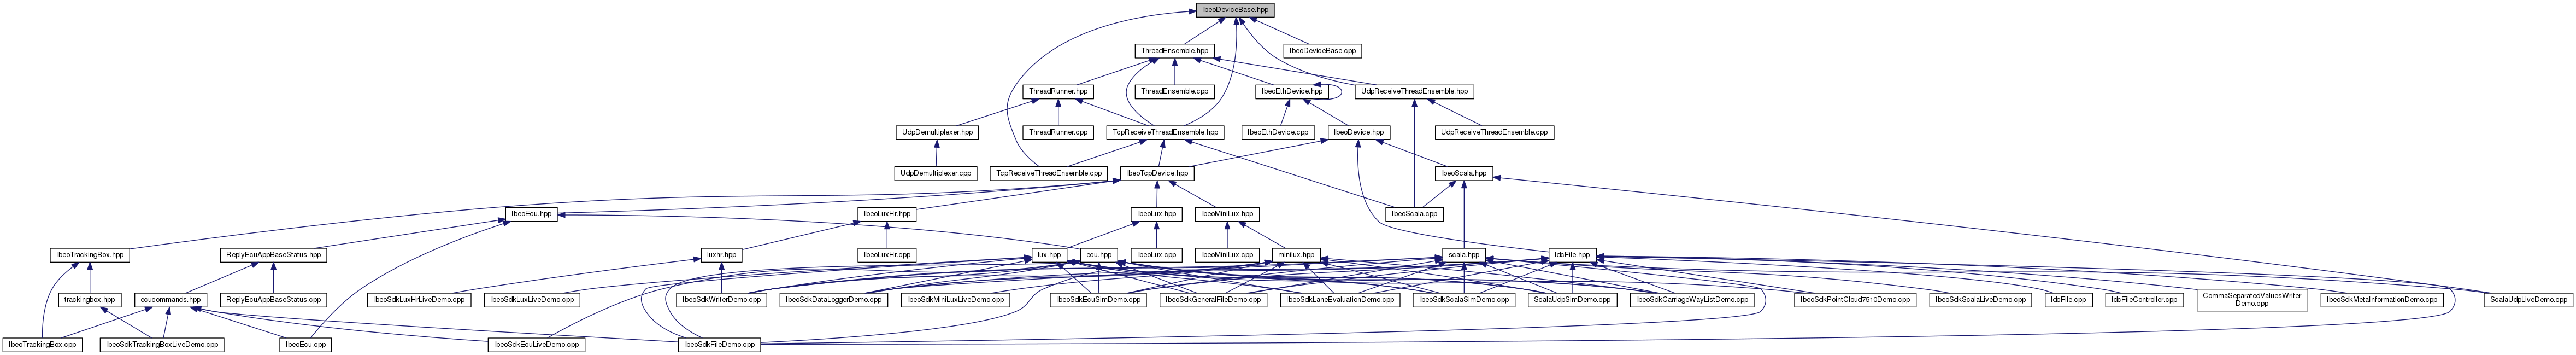 IbeoDeviceBase.hpp
ThreadEnsemble.hpp
IbeoDeviceBase.cpp
ThreadRunner.hpp
ThreadEnsemble.cpp
IbeoEthDevice.hpp
UdpReceiveThreadEnsemble.hpp
UdpDemultiplexer.hpp
ThreadRunner.cpp
TcpReceiveThreadEnsemble.hpp
IbeoEthDevice.cpp
IbeoDevice.hpp
UdpReceiveThreadEnsemble.cpp
UdpDemultiplexer.cpp
TcpReceiveThreadEnsemble.cpp
IbeoTcpDevice.hpp
IbeoScala.hpp
IbeoEcu.hpp
IbeoLuxHr.hpp
IbeoLux.hpp
IbeoMiniLux.hpp
IbeoScala.cpp
IbeoTrackingBox.hpp
ReplyEcuAppBaseStatus.hpp
luxhr.hpp
IbeoLuxHr.cpp
lux.hpp
ecu.hpp
IbeoLux.cpp
IbeoMiniLux.cpp
minilux.hpp
scala.hpp
IdcFile.hpp
trackingbox.hpp
ecucommands.hpp
ReplyEcuAppBaseStatus.cpp
IbeoSdkLuxHrLiveDemo.cpp
IbeoSdkLuxLiveDemo.cpp
IbeoSdkWriterDemo.cpp
IbeoSdkDataLoggerDemo.cpp
IbeoSdkMiniLuxLiveDemo.cpp
IbeoSdkEcuSimDemo.cpp
IbeoSdkGeneralFileDemo.cpp
IbeoSdkLaneEvaluationDemo.cpp
IbeoSdkScalaSimDemo.cpp
ScalaUdpSimDemo.cpp
IbeoSdkCarriageWayListDemo.cpp
IbeoSdkPointCloud7510Demo.cpp
IbeoSdkScalaLiveDemo.cpp
IdcFile.cpp
IdcFileController.cpp
CommaSeparatedValuesWriter
Demo.cpp
IbeoSdkMetaInformationDemo.cpp
ScalaUdpLiveDemo.cpp
IbeoTrackingBox.cpp
IbeoSdkTrackingBoxLiveDemo.cpp
IbeoEcu.cpp
IbeoSdkEcuLiveDemo.cpp
IbeoSdkFileDemo.cpp